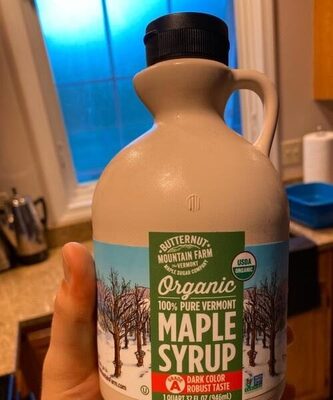 BUTTERNUT
MOUNTAIN FARM
VERMONT
MAPLE SUGAR COMPANY
USDA
ORGANIC
Organic
100% PURE VERMONT
MAPLE
SYRUP
A
DARK COLOR
ROBUST TASTE
1 QUART 32 FL OZ (946mL)
U